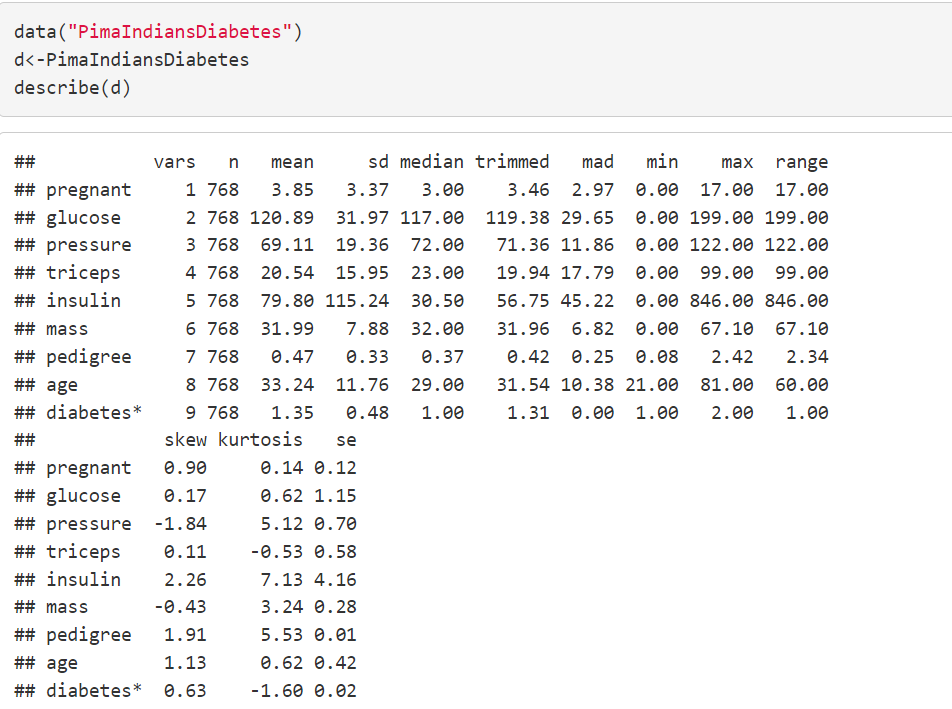 data("PimaIndiansDiabetes")
d<-PimaIndiansDiabetes
describe(d)
##           vars   n   mean     sd median trimmed   mad   min    max  range
## pregnant     1 768   3.85   3.37   3.00    3.46  2.97  0.00  17.00  17.00
## glucose      2 768 120.89  31.97 117.00  119.38 29.65  0.00 199.00 199.00
## pressure     3 768  69.11  19.36  72.00   71.36 11.86  0.00 122.00 122.00
## triceps      4 768  20.54  15.95  23.00   19.94 17.79  0.00  99.00  99.00
## insulin      5 768  79.80 115.24  30.50   56.75 45.22  0.00 846.00 846.00
## mass         6 768  31.99   7.88  32.00   31.96  6.82  0.00  67.10  67.10
## pedigree     7 768   0.47   0.33   0.37    0.42  0.25  0.08   2.42   2.34
## age          8 768  33.24  11.76  29.00   31.54 10.38 21.00  81.00  60.00
## diabetes*    9 768   1.35   0.48   1.00    1.31  0.00  1.00   2.00   1.00
##            skew kurtosis   se
## pregnant   0.90     0.14 0.12
## glucose    0.17     0.62 1.15
## pressure  -1.84     5.12 0.70
## triceps    0.11    -0.53 0.58
## insulin    2.26     7.13 4.16
## mass      -0.43     3.24 0.28
## pedigree   1.91     5.53 0.01
## age        1.13     0.62 0.42
## diabetes*  0.63    -1.60 0.02